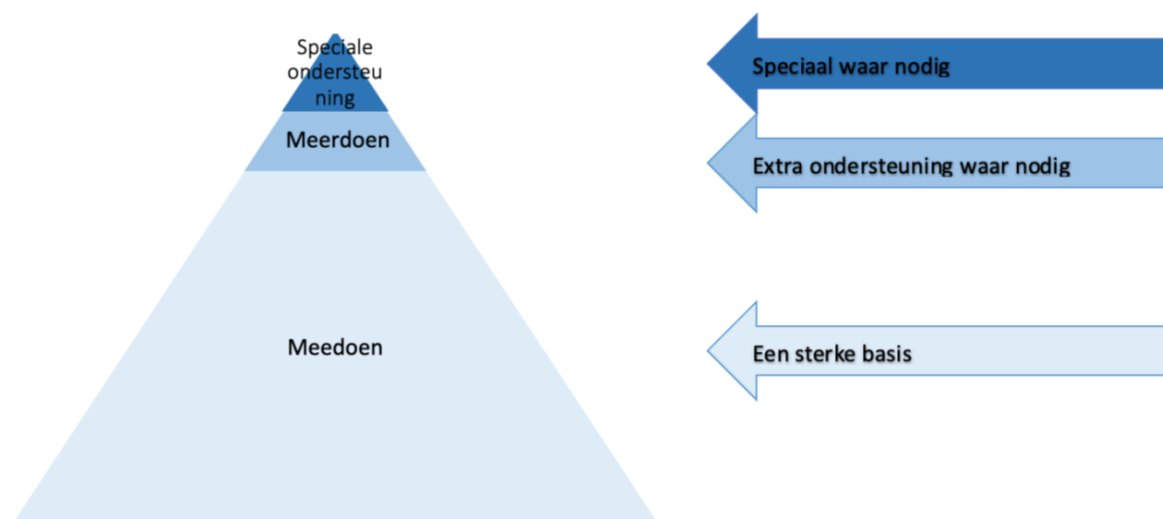 Speciale
ondersteu
ning
Meerdoen
Meedoen
Speciaal waar nodig
Extra ondersteuning waar nodig
Een sterke basis